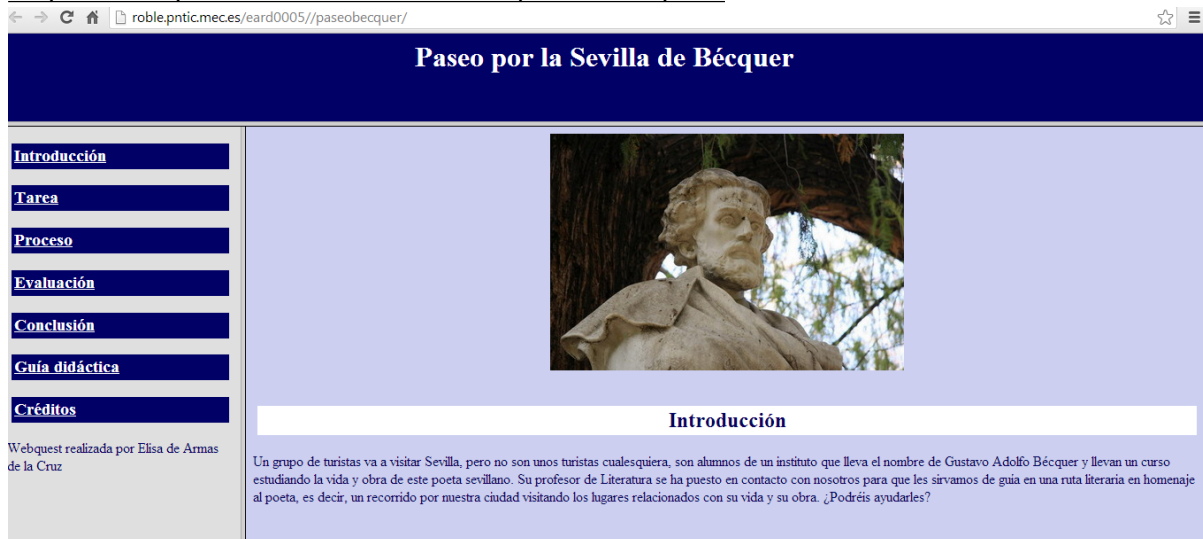 roble.pntic.mec.es/eard0005//paseobecquer/
Paseo por la Sevilla de Bécquer
Introducción
Tarea
Proceso
Evaluación
Conclusión
Guía didáctica
Créditos
Webquest realizada por Elisa de Armas
de la Cruz
Introducción
Un grupo de turistas va a visitar Sevilla, pero no son unos turistas cualesquiera, son alumnos de un instituto que lleva el nombre de Gustavo Adolfo Bécquer y llevan un curso
estudiando la vida y obra de este poeta sevillano. Su profesor de Literatura se ha puesto en contacto con nosotros para que les sirvamos de guía en una ruta literaria en homenaje
al poeta, es decir, un recorrido por nuestra ciudad visitando los lugares relacionados con su vida y su obra. ¿Podréis ayudarles?